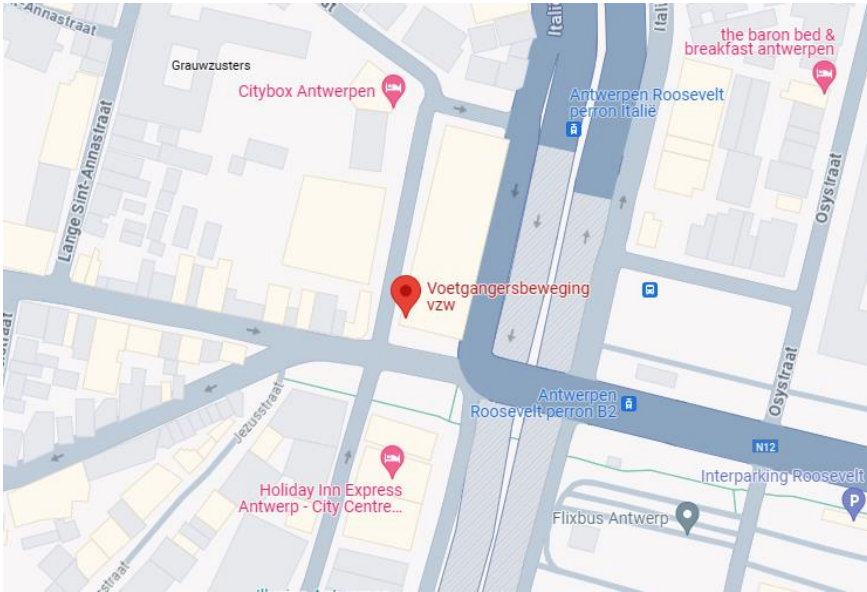 -Annastraat
Grauwzusters
Citybox Antwerpen
Lange Sint-Annastraat
the baron bed &
breakfast antwerpen
Antwerpen Roosevelt
perron Italië
Osystraat
Voetgangersbeweging
vzw
Antwerpen
Roosevelt-perron B2
Osystraat
N12
Jezusstraat
Holiday Inn Express
Antwerp - City Centre...
Interparking Roosevelt
P
Flixbus Antwerp